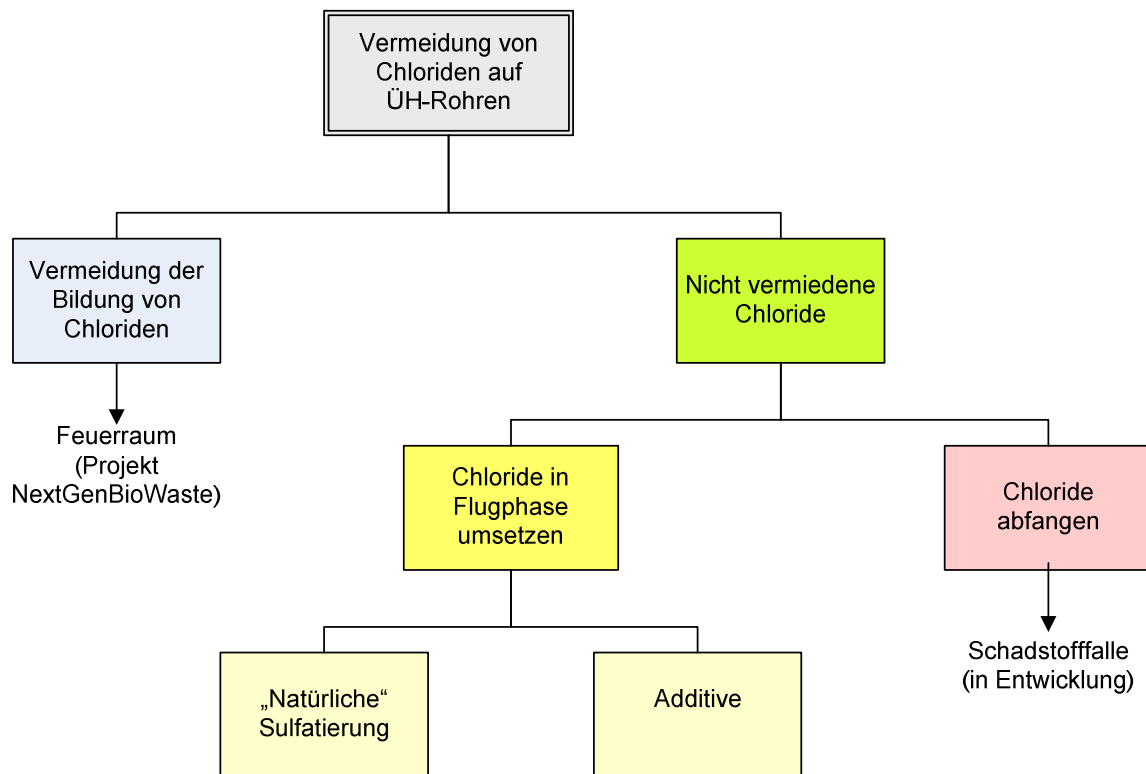 Vermeidung von
Chloriden auf
ÜH-Rohren
Vermeidung der
Bildung von
Chloriden
Nicht vermiedene
Chloride
Feuerraum
(Projekt
NextGenBioWaste)
Chloride in
Flugphase
umsetzen
Chloride
abfangen
Schadstofffalle
(in Entwicklung)
„Natürliche“
Sulfatierung
Additive